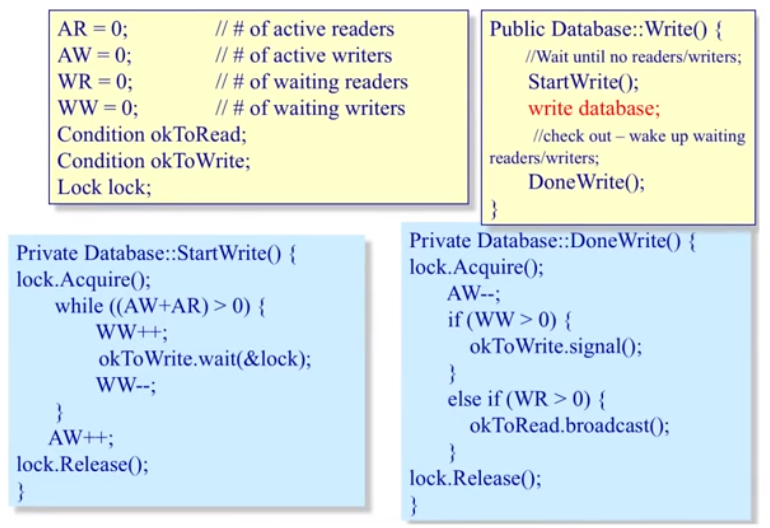 AR = 0; // # of active readers
AW = 0; // # of active writers
WR = 0; // # of waiting readers
WW = 0; // # of waiting writers
Condition okToRead;
Condition okToWrite;
Lock lock;
Public Database::Write() {
//Wait until no readers/writers;
StartWrite();
write database;
//check out – wake up waiting
readers/writers;
DoneWrite();
}
Private Database::StartWrite() {
lock.Acquire();
while ((AW+AR) > 0) {
WW++;
okToWrite.wait(&lock);
WW--;
}
AW++;
lock.Release();
}
Private Database::DoneWrite() {
lock.Acquire();
AW--;
if (WW > 0) {
okToWrite.signal();
}
else if (WR > 0) {
okToRead.broadcast();
}
lock.Release();
}